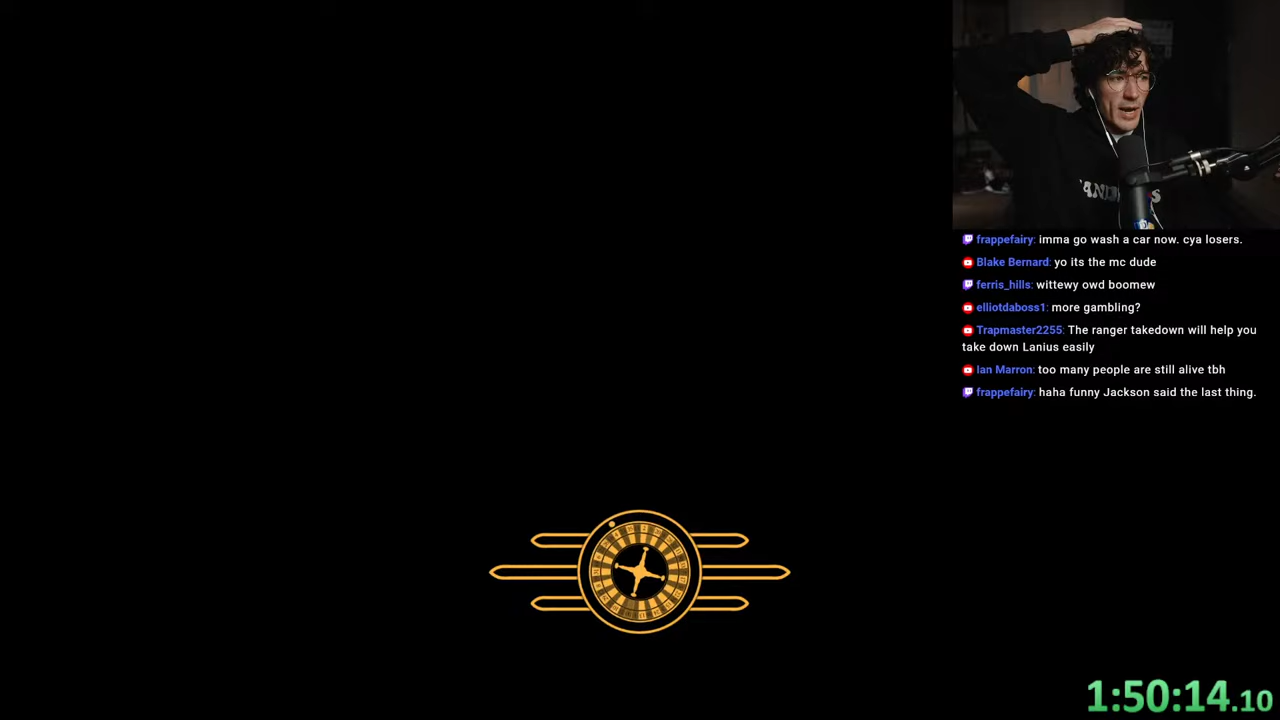 frappefairy: imma go wash a car now. cya losers.
Blake Bernard: yo its the mc dude
ferris_hills: wittewy owd boomew
elliotdaboss1: more gambling?
Trapmaster2255: The ranger takedown will help you
take down Lanius easily
Ian Marron: too many people are still alive tbh
frappefairy: haha funny Jackson said the last thing.
1:50:14.10